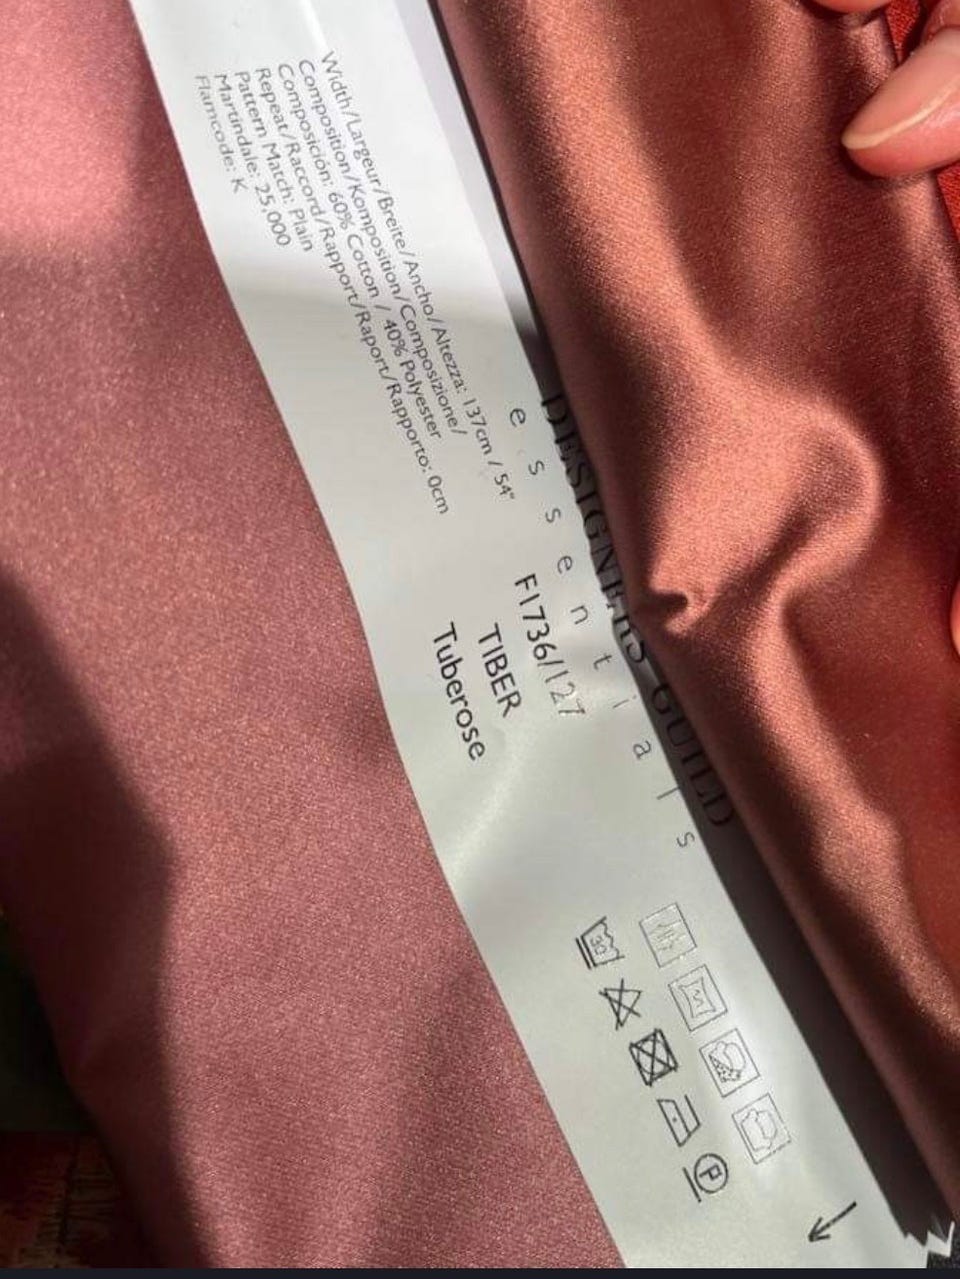 DESIGNERS GUILD
essentials
F1736/127
TIBER
Tuberose
Width/Largeur/Breite/Ancho/Altezza: 137cm / 54"
Composition/Komposition/Composizione/
Composición: 60% Cotton / 40% Polyester
Repeat/Raccord/Rapport/Raport/Rapporto: 0cm
Pattern Match: Plain
Martindale: 25,000
Flamcode: K
30
P